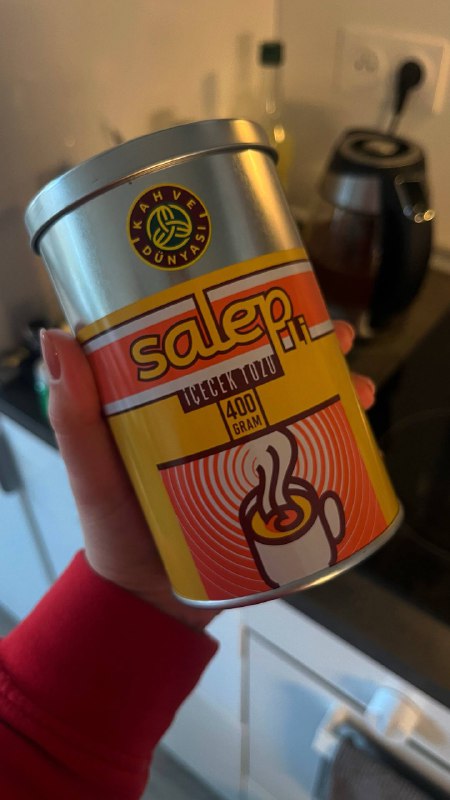 KAHVE
DÜNYASI
salepli
İÇECEK TOZU
400
GRAM